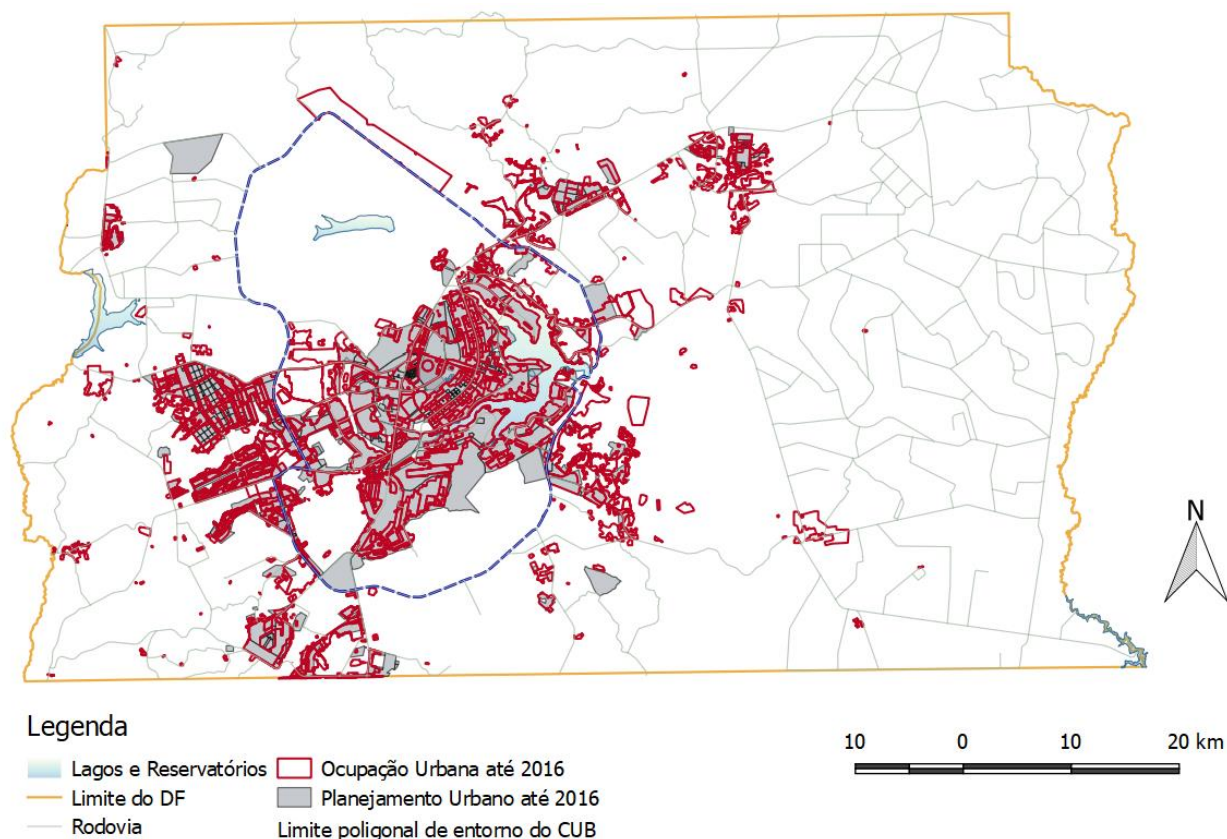 N
Legenda
Lagos e Reservatórios
Ocupação Urbana até 2016
Limite do DF
Planejamento Urbano até 2016
Rodovia
Limite poligonal de entorno do CUB
10 0 10 20 km